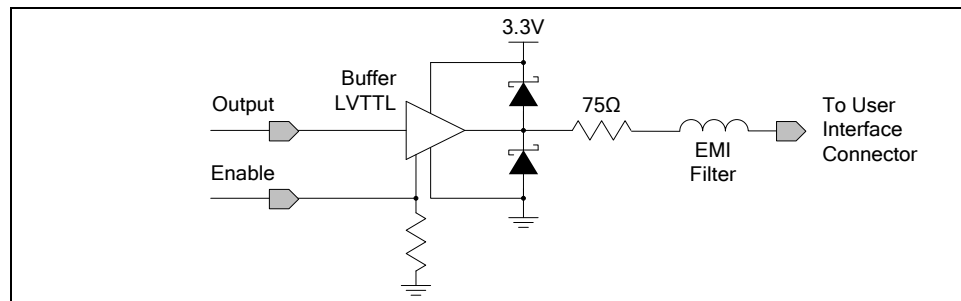 3.3V
Buffer
LVTTL
Output
75Ω
To User
Interface
Connector
EMI
Filter
Enable